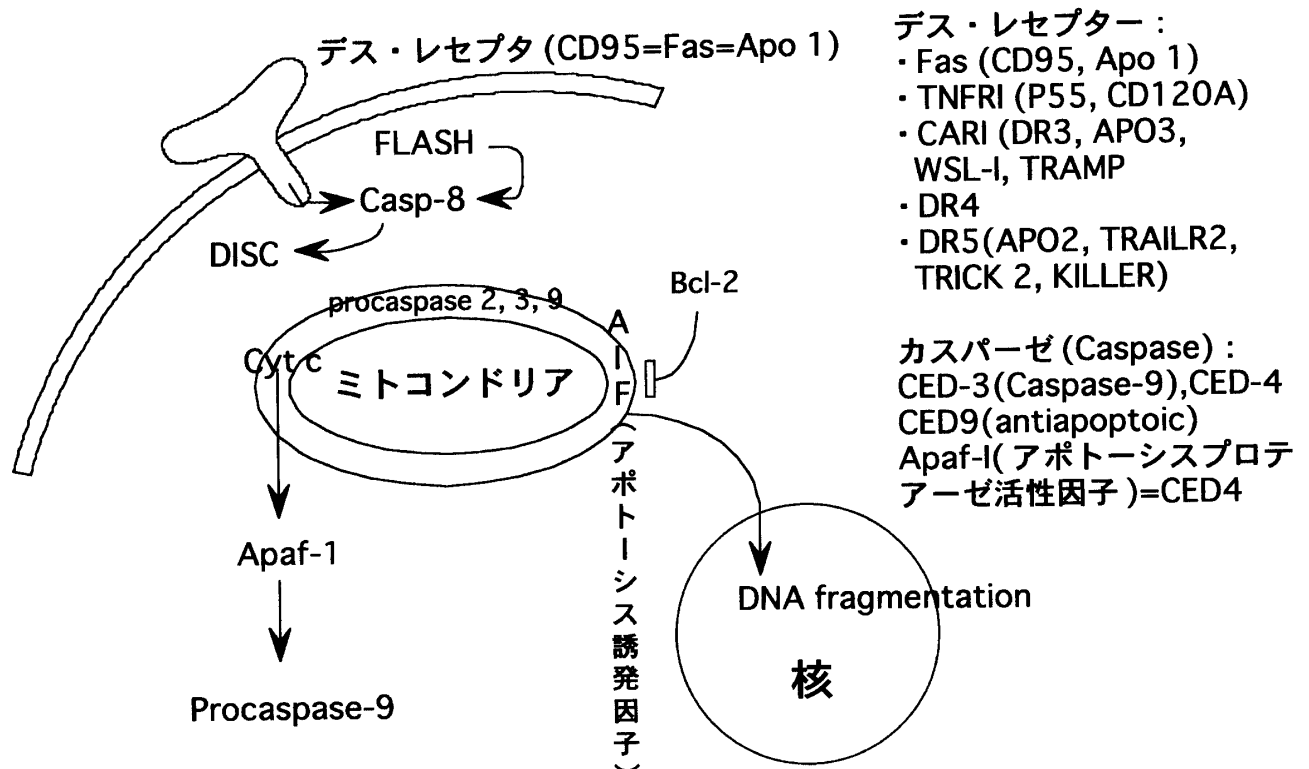 デス・レセプタ (CD95=Fas=Apo 1)
FLASH
Casp-8
DISC
procaspase 2, 3, 9
Bcl-2
Cyt c
ミトコンドリア
AIF(アポトーシス誘発因子)
Apaf-1
Procaspase-9
DNA fragmentation
核
デス・レセプター：
・Fas (CD95, Apo 1)
・TNFRI (P55, CD120A)
・CARI (DR3, APO3,
WSL-I, TRAMP
・DR4
・DR5(APO2, TRAILR2,
TRICK 2, KILLER)
カスパーゼ (Caspase)：
CED-3(Caspase-9),CED-4
CED9(antiapoptoic)
Apaf-I(アポトーシスプロテ
アーゼ活性因子)=CED4